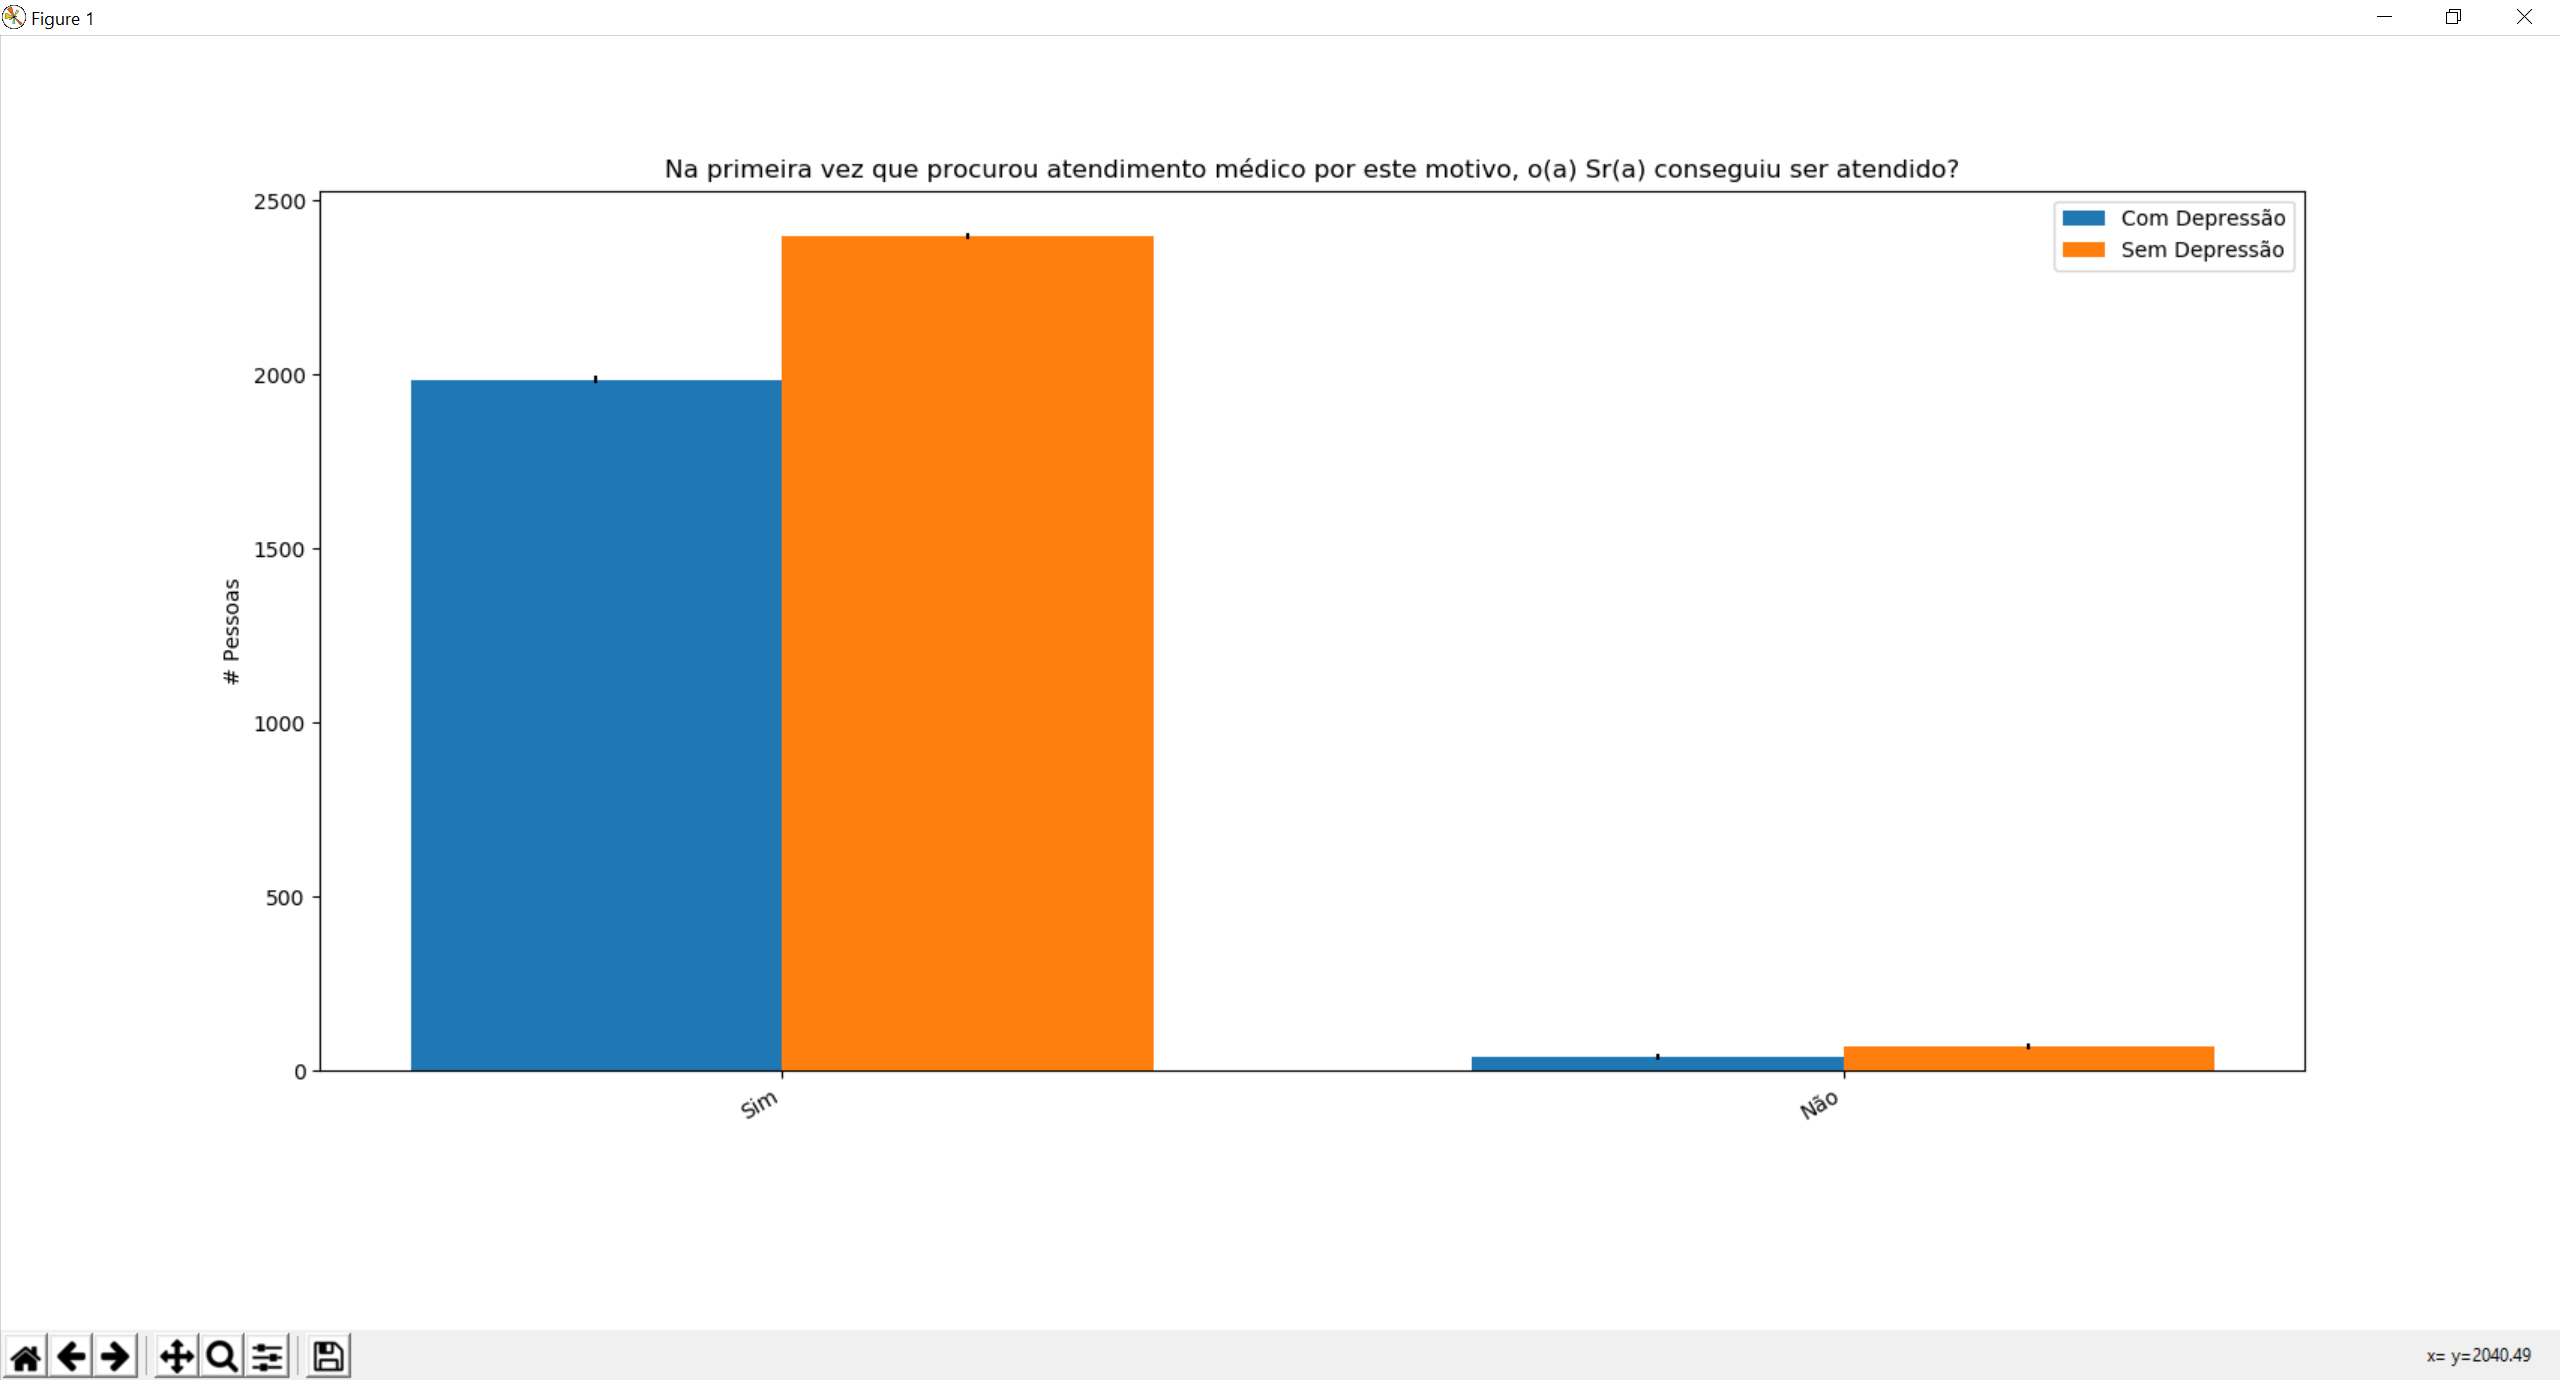 Figure 1
Na primeira vez que procurou atendimento médico por este motivo, o(a) Sr(a) conseguiu ser atendido?
Com Depressão
Sem Depressão
2500
2000
1500
1000
500
0
# Pessoas
Sim
Não
x= y=2040.49